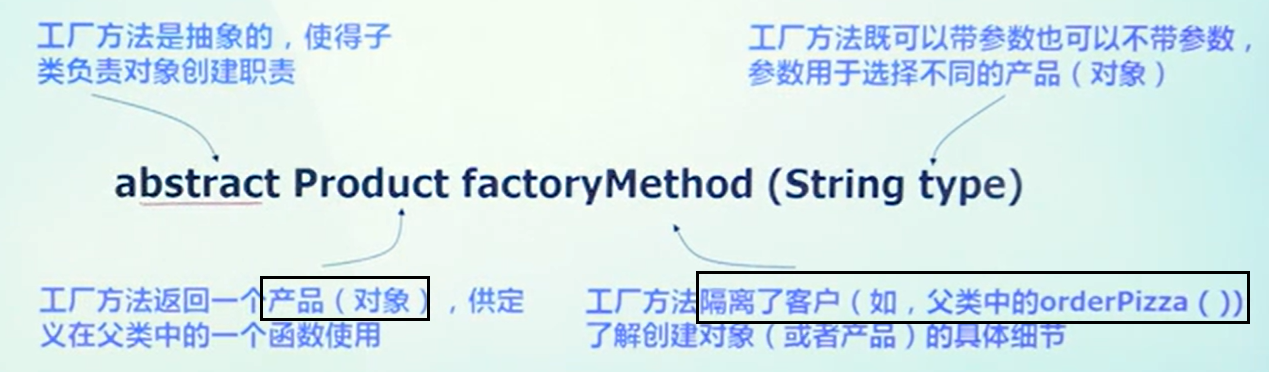 工厂方法是抽象的，使得子
类负责对象创建职责
工厂方法既可以带参数也可以不带参数，
参数用于选择不同的产品（对象）
abstract Product factoryMethod (String type)
工厂方法返回一个产品（对象），供定
义在父类中的一个函数使用
工厂方法隔离了客户（如，父类中的orderPizza（))
了解创建对象（或者产品）的具体细节